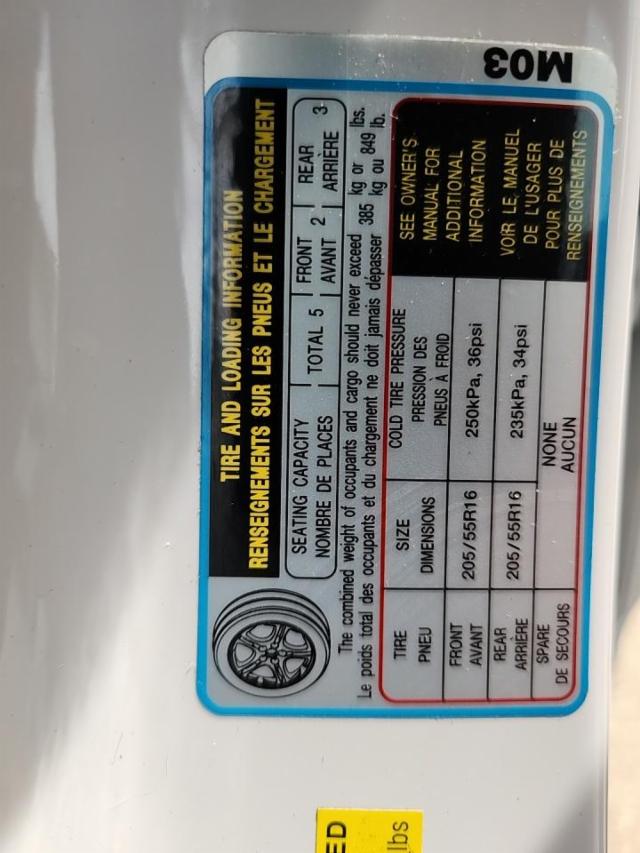 M03
TIRE AND LOADING INFORMATION
RENSEIGNEMENTS SUR LES PNEUS ET LE CHARGEMENT
SEATING CAPACITY
NOMBRE DE PLACES
TOTAL 5
FRONT
AVANT 2
REAR
ARRIÈRE 3
The combined weight of occupants and cargo should never exceed 385 kg or 849 lbs.
Le poids total des occupants et du chargement ne doit jamais dépasser 385 kg ou 849 lb.
TIRE
PNEU
SIZE
DIMENSIONS
COLD TIRE PRESSURE
PRESSION DES
PNEUS À FROID
FRONT
AVANT
205/55R16
250kPa, 36psi
REAR
ARRIÈRE
205/55R16
235kPa, 34psi
SPARE
DE SECOURS
NONE
AUCUN
SEE OWNER'S
MANUAL FOR
ADDITIONAL
INFORMATION
VOIR LE MANUEL
DE L'USAGER
POUR PLUS DE
RENSEIGNEMENTS
ED
lbs